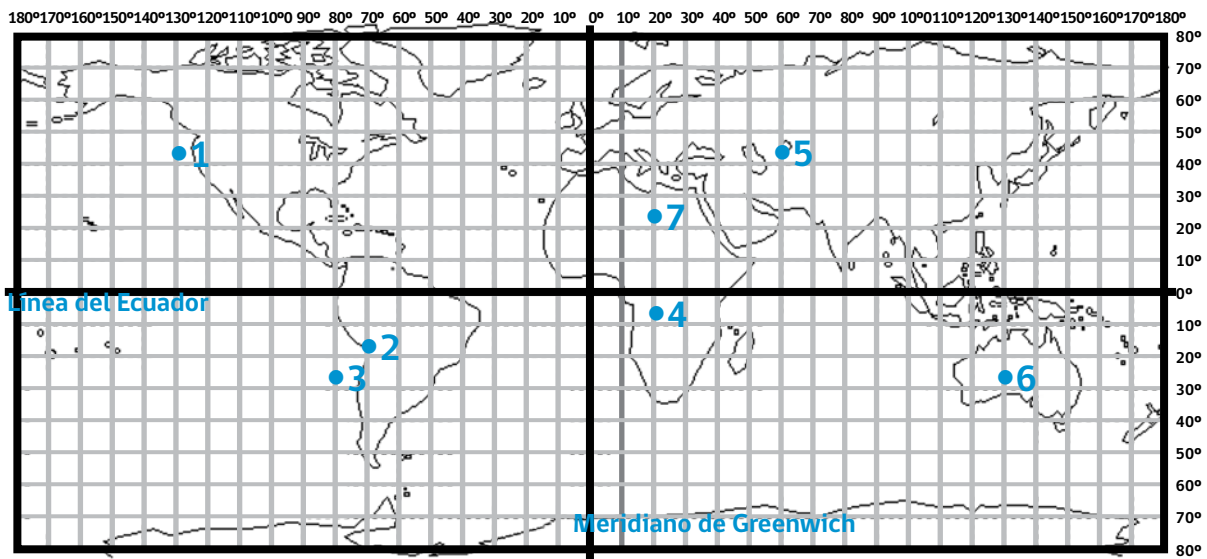 180º170º160º150º140º130º120º110º100º 90º 80º 70º 60º 50º 40º 30º 20º 10º 0º 10º 20º 30º 40º 50º 60º 70º 80º 90º 100º110º120º130º140º150º160º170º180º
80º
70º
60º
50º
1
5
40º
30º
7
20º
10º
0º
Línea del Ecuador
4
10º
2
20º
3
6
30º
40º
50º
60º
70º
Meridiano de Greenwich
80º